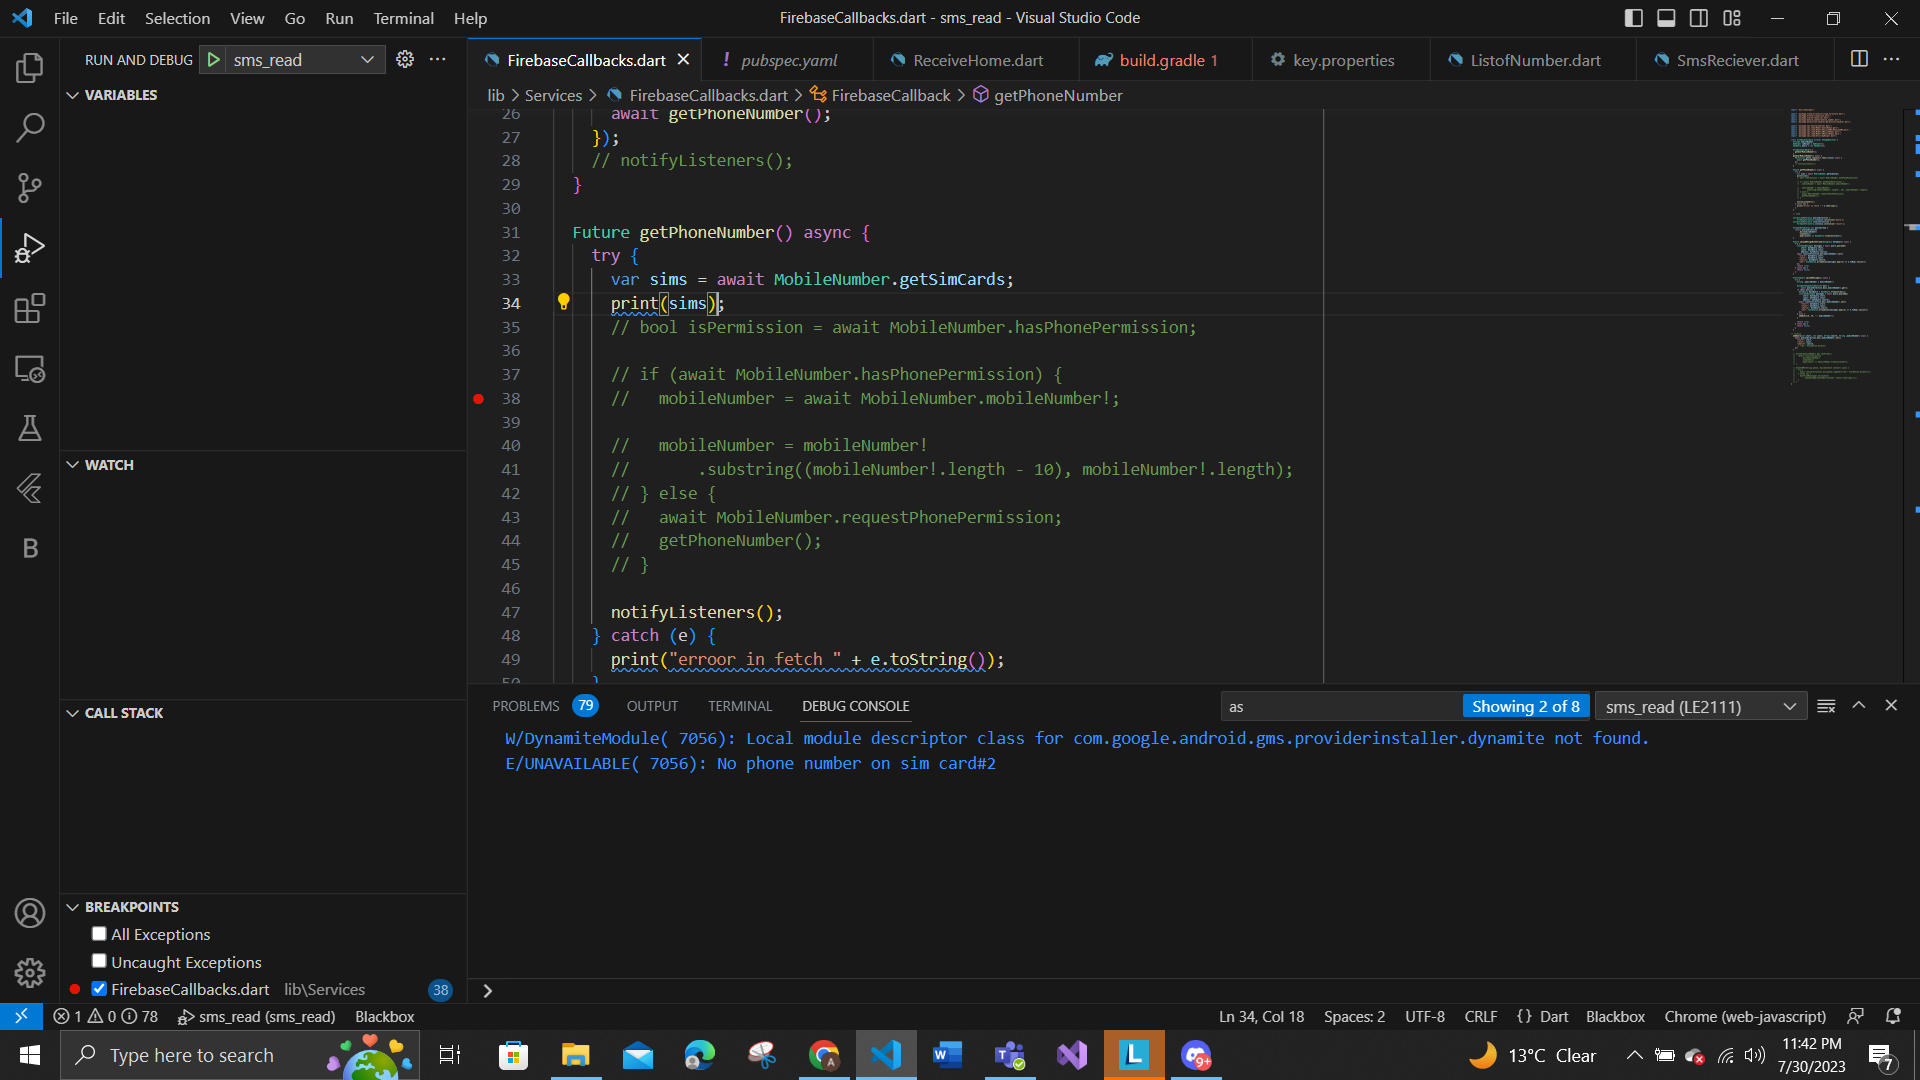 File Edit Selection View Go Run Terminal Help
FirebaseCallbacks.dart - sms_read - Visual Studio Code
RUN AND DEBUG sms_read
FirebaseCallbacks.dart
! pubspec.yaml
ReceiveHome.dart
build.gradle 1
key.properties
ListofNumber.dart
SmsReciever.dart
VARIABLES
lib > Services > FirebaseCallbacks.dart > FirebaseCallback > getPhoneNumber
26 await getPhoneNumber();
27 });
28 // notifyListeners();
29 }
30
31 Future getPhoneNumber() async {
32 try {
33 var sims = await MobileNumber.getSimCards;
34 print(sims);
35 // bool isPermission = await MobileNumber.hasPhonePermission;
36
37 // if (await MobileNumber.hasPhonePermission) {
38 //   mobileNumber = await MobileNumber.mobileNumber!;
39
40 //   mobileNumber = mobileNumber!
41 //       .substring((mobileNumber!.length - 10), mobileNumber!.length);
42 // } else {
43 //   await MobileNumber.requestPhonePermission;
44 //   getPhoneNumber();
45 // }
46
47 notifyListeners();
48 } catch (e) {
49 print("erroor in fetch " + e.toString());
50 }
WATCH
CALL STACK
BREAKPOINTS
All Exceptions
Uncaught Exceptions
FirebaseCallbacks.dart lib\Services 38
PROBLEMS 79 OUTPUT TERMINAL DEBUG CONSOLE
as Showing 2 of 8 sms_read (LE2111)
W/DynamiteModule( 7056): Local module descriptor class for com.google.android.gms.providerinstaller.dynamite not found.
E/UNAVAILABLE( 7056): No phone number on sim card#2
B
1 0 78 sms_read (sms_read) Blackbox
Ln 34, Col 18 Spaces: 2 UTF-8 CRLF {} Dart Blackbox Chrome (web-javascript)
Type here to search
W
T
L
9+
13°C Clear
11:42 PM
7/30/2023
7